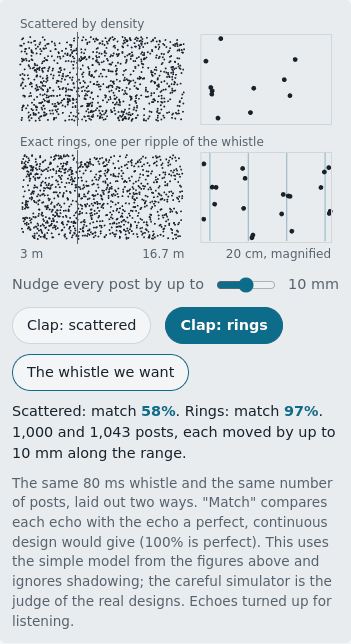 Scattered by density
Exact rings, one per ripple of the whistle
3 m
16.7 m
20 cm, magnified
Nudge every post by up to
10 mm
Clap: scattered
Clap: rings
The whistle we want
Scattered: match 58%. Rings: match 97%.
1,000 and 1,043 posts, each moved by up to
10 mm along the range.
The same 80 ms whistle and the same number
of posts, laid out two ways. "Match" compares
each echo with the echo a perfect, continuous
design would give (100% is perfect). This uses
the simple model from the figures above and
ignores shadowing; the careful simulator is the
judge of the real designs. Echoes turned up for
listening.